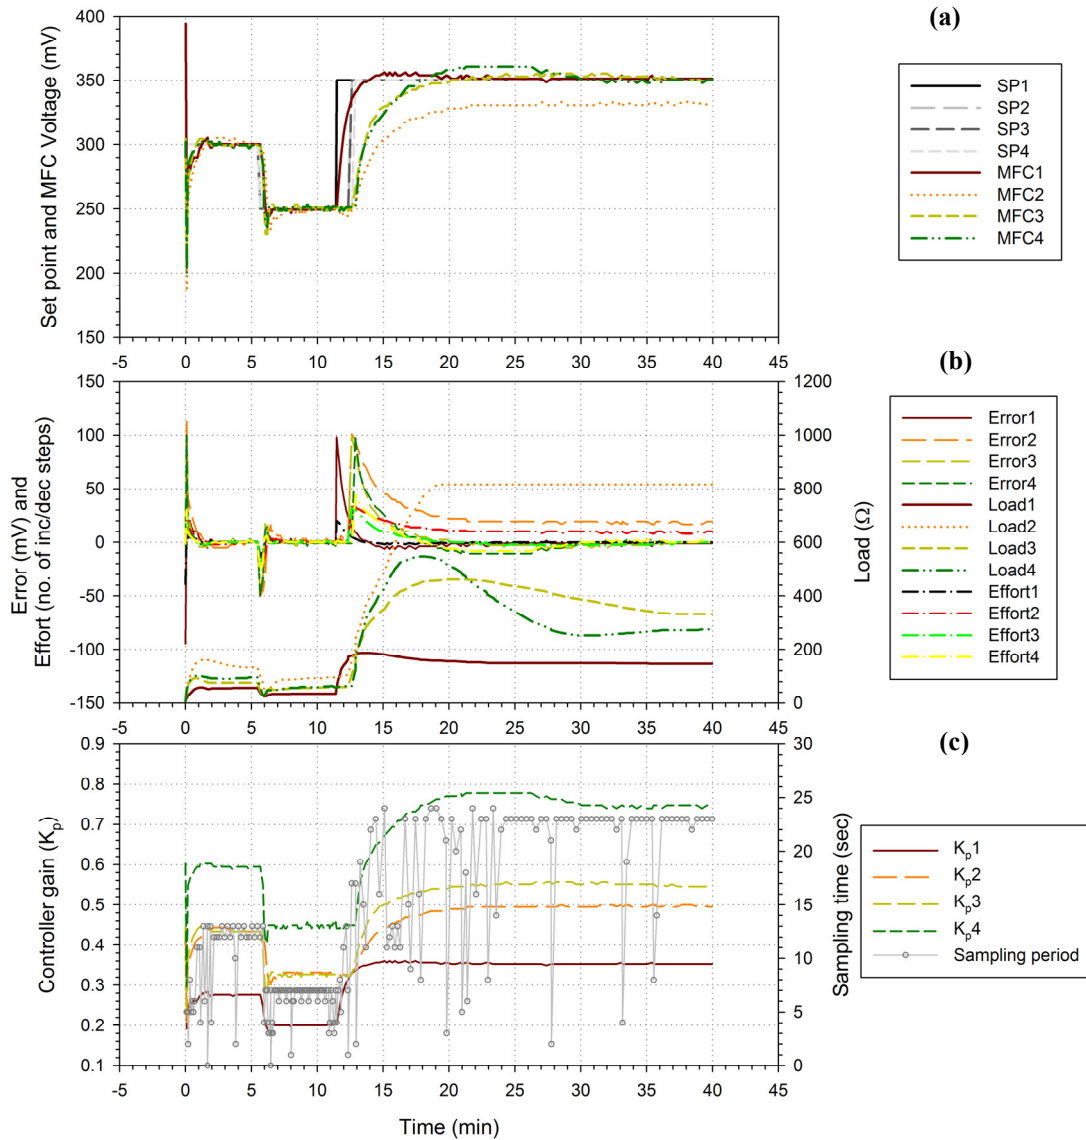 (a)
Set point and MFC Voltage (mV)
400
350
300
250
200
150
-5 0 5 10 15 20 25 30 35 40 45
SP1
SP2
SP3
SP4
MFC1
MFC2
MFC3
MFC4
(b)
Error (mV) and
Effort (no. of inc/dec steps)
150
100
50
0
-50
-100
-150
1200
1000
800
600
400
200
0
Load (Ω)
-5 0 5 10 15 20 25 30 35 40 45
Error1
Error2
Error3
Error4
Load1
Load2
Load3
Load4
Effort1
Effort2
Effort3
Effort4
(c)
Controller gain (Kp)
0.9
0.8
0.7
0.6
0.5
0.4
0.3
0.2
0.1
30
25
20
15
10
5
0
Sampling time (sec)
-5 0 5 10 15 20 25 30 35 40 45
Time (min)
Kp1
Kp2
Kp3
Kp4
Sampling period